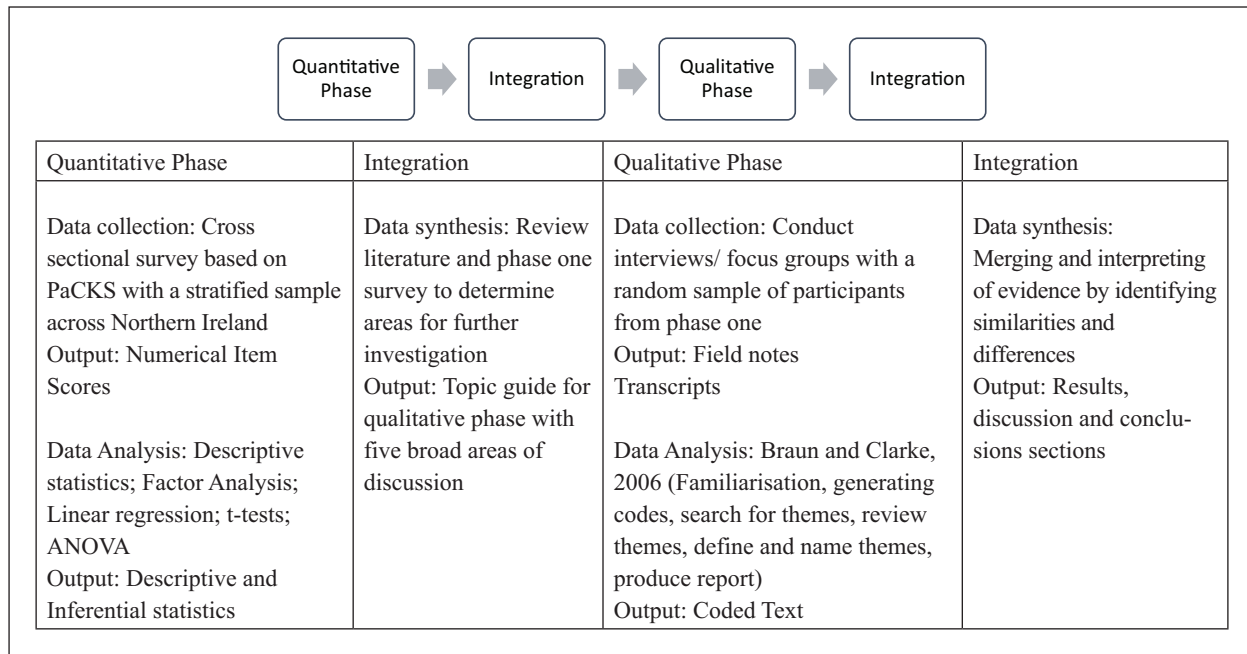 Quantitative
Phase
Integration
Qualitative
Phase
Integration
Quantitative Phase
Integration
Qualitative Phase
Integration
Data collection: Cross
sectional survey based on
PaCKS with a stratified sample
across Northern Ireland
Output: Numerical Item
Scores
Data Analysis: Descriptive
statistics; Factor Analysis;
Linear regression; t-tests;
ANOVA
Output: Descriptive and
Inferential statistics
Data synthesis: Review
literature and phase one
survey to determine
areas for further
investigation
Output: Topic guide for
qualitative phase with
five broad areas of
discussion
Data collection: Conduct
interviews/ focus groups with a
random sample of participants
from phase one
Output: Field notes
Transcripts
Data Analysis: Braun and Clarke,
2006 (Familiarisation, generating
codes, search for themes, review
themes, define and name themes,
produce report)
Output: Coded Text
Data synthesis:
Merging and interpreting
of evidence by identifying
similarities and
differences
Output: Results,
discussion and conclu-
sions sections